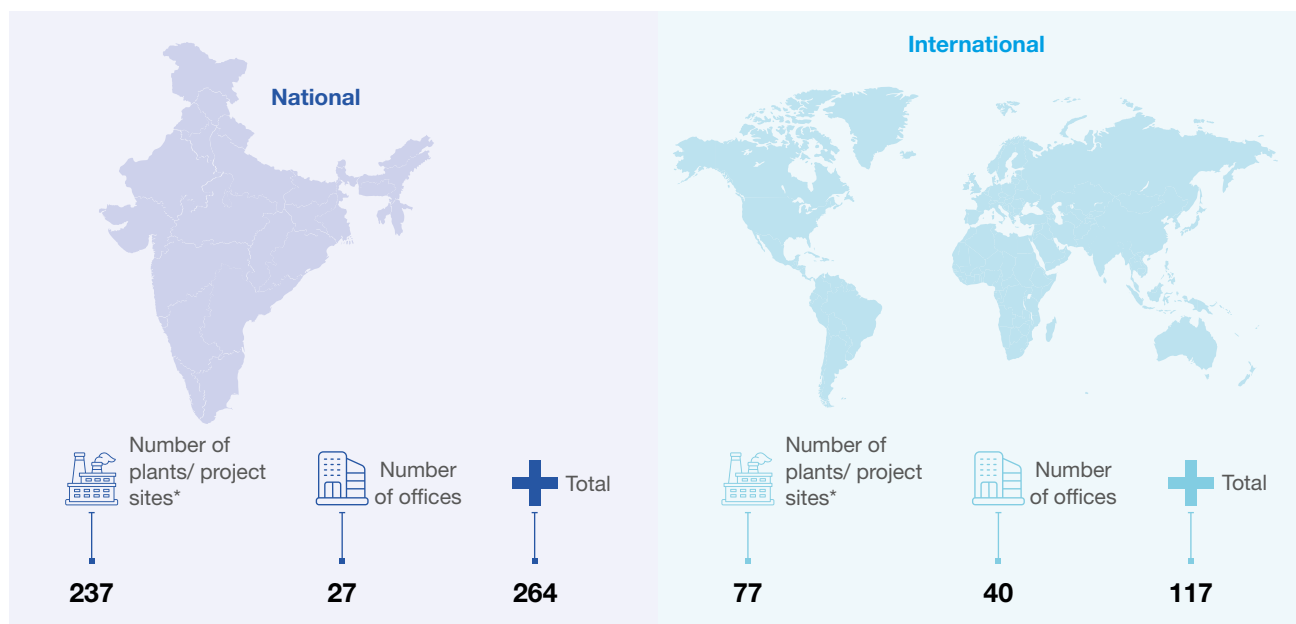 National
Number of
plants/ project
sites*
Number
of offices
Total
237
27
264
International
Number of
plants/ project
sites*
Number
of offices
Total
77
40
117